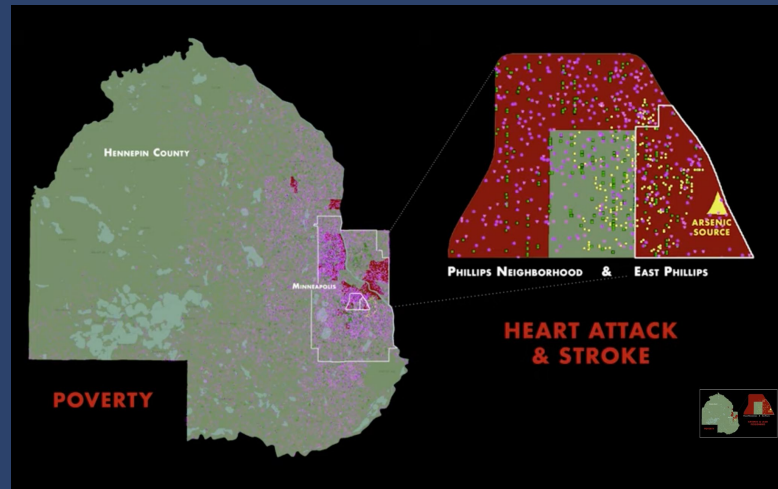 HENNEPIN COUNTY
MINNEAPOLIS
POVERTY
ARSENIC
SOURCE
PHILLIPS NEIGHBORHOOD & EAST PHILLIPS
HEART ATTACK
& STROKE